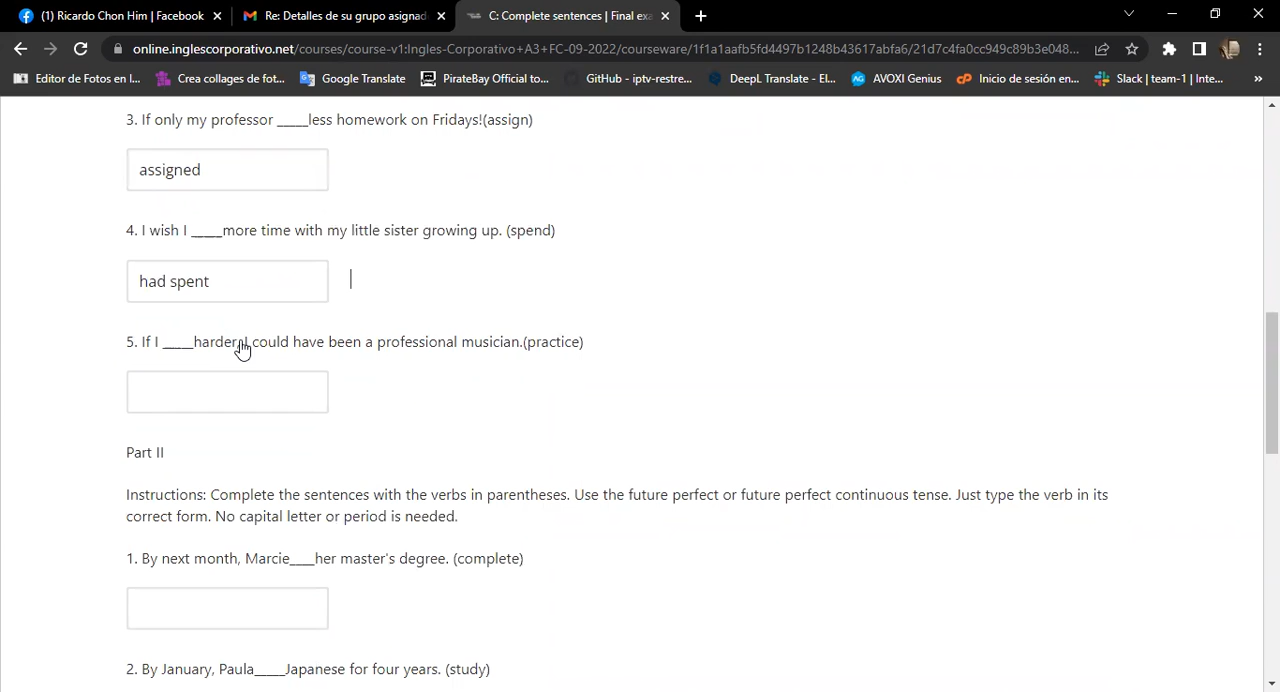 (1) Ricardo Chon Him | Facebook
Re: Detalles de su grupo asignad
C: Complete sentences | Final exa
online.inglescorporativo.net/courses/course-v1:Ingles-Corporativo+A3+FC-09-2022/courseware/1f1a1aafb5fd4497b1248b43617abfa6/21d7c4fa0cc949c89b3e048...
Editor de Fotos en l... Crea collages de fot... Google Translate PirateBay Official to... GitHub - iptv-restre... DeepL Translate - El... AVOXI Genius Inicio de sesión en... Slack | team-1 | Inte... »
3. If only my professor _____less homework on Fridays!(assign)
assigned
4. I wish I _____more time with my little sister growing up. (spend)
had spent
5. If I _____harder, I could have been a professional musician.(practice)
Part II
Instructions: Complete the sentences with the verbs in parentheses. Use the future perfect or future perfect continuous tense. Just type the verb in its
correct form. No capital letter or period is needed.
1. By next month, Marcie____her master's degree. (complete)
2. By January, Paula_____Japanese for four years. (study)